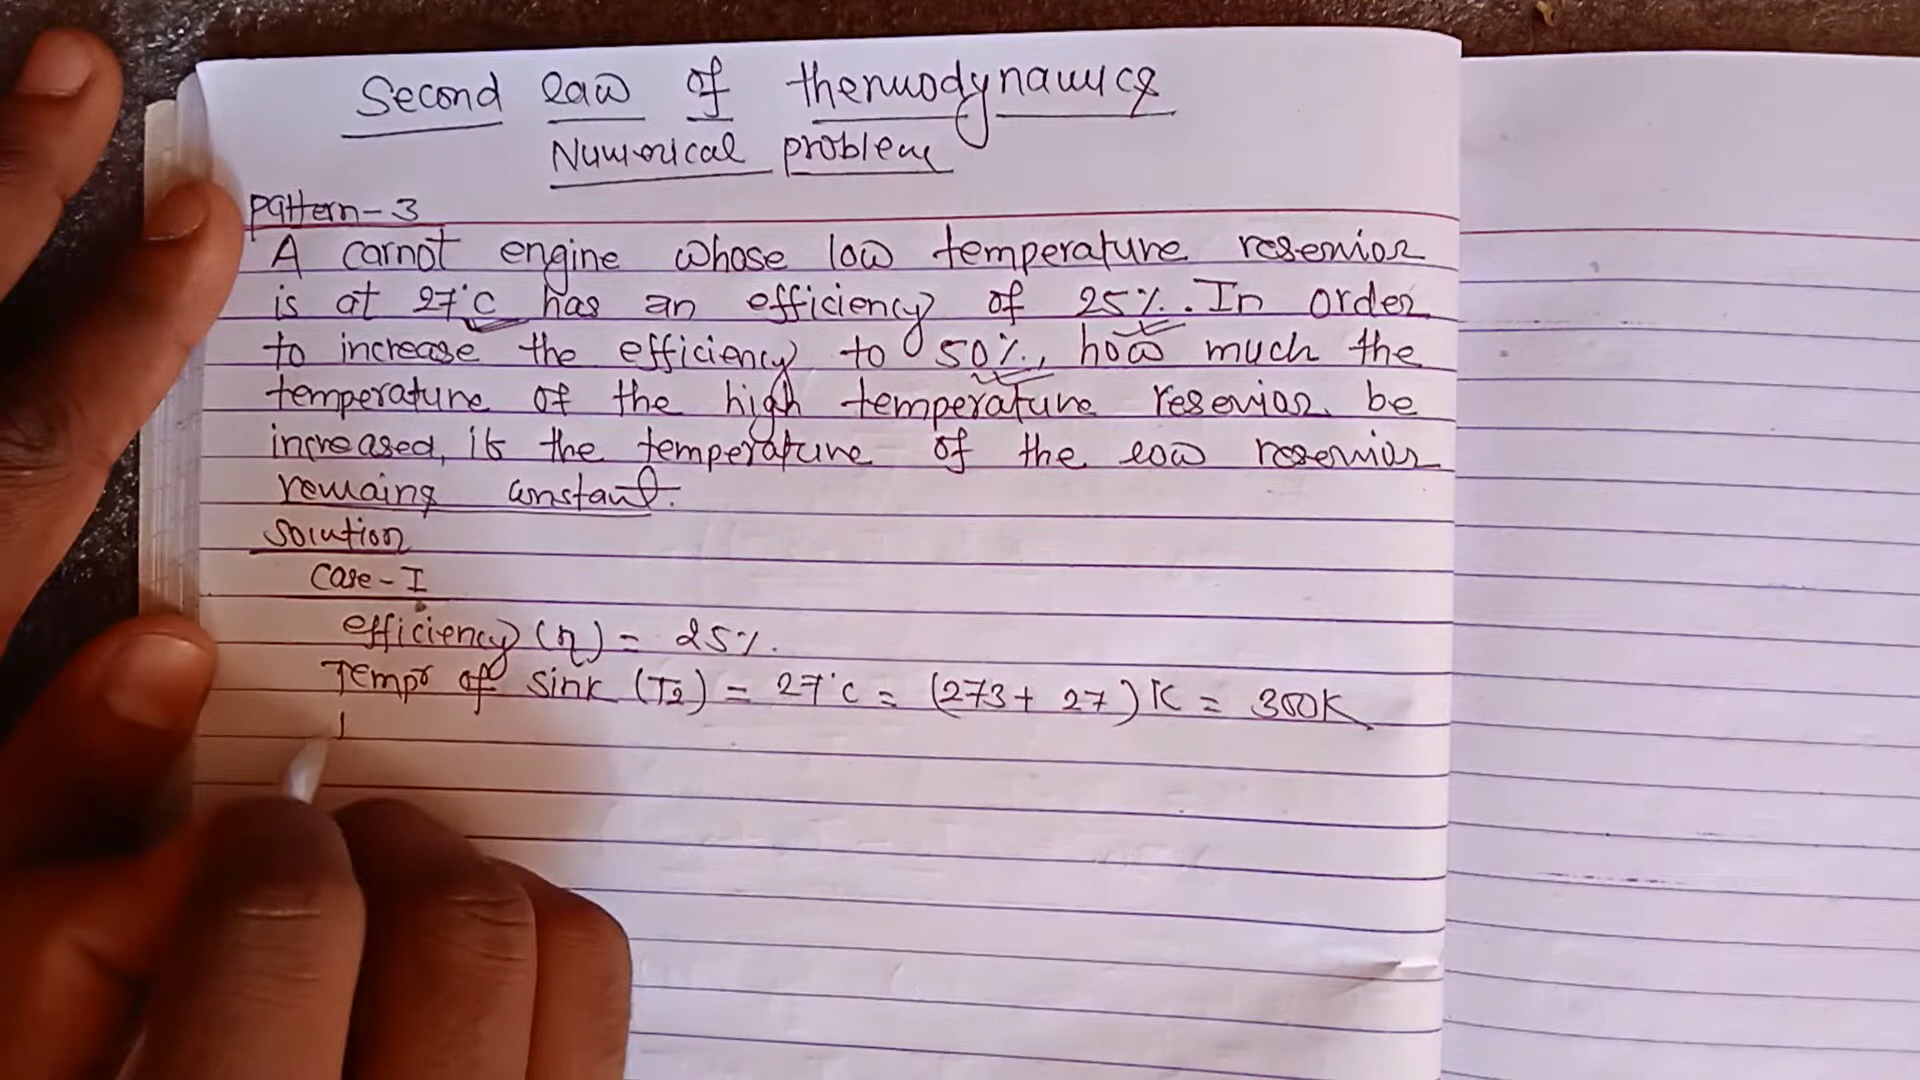 Second law of thermodynamics
Numerical problem
Pattern-3
A carnot engine whose low temperature reservior
is at 27°C has an efficiency of 25%. In order
to increase the efficiency to 50%, how much the
temperature of the high temperature resevior be
increased, if the temperature of the low reservior
remains constant.
Solution
Case-I
efficiency (η) = 25%.
Tempr of sink (T2) = 27°C = (273+ 27)K = 300K